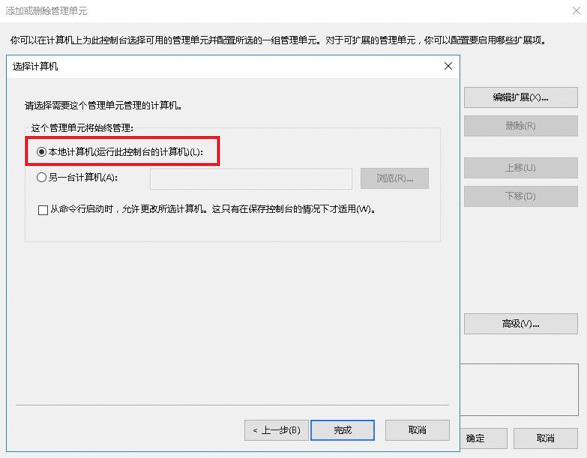 添加或删除管理单元
你可以在计算机上为此控制台选择可用的管理单元并配置所选的一组管理单元。对于可扩展的管理单元，你可以配置要启用哪些扩展项。
选择计算机
请选择需要这个管理单元管理的计算机。
这个管理单元将始终管理:
本地计算机(运行此控制台的计算机)(L):
另一台计算机(A):
浏览(R)...
从命令行启动时，允许更改所选计算机。这只有在保存控制台的情况下才适用(W)。
< 上一步(B)
完成
取消
编辑扩展(X)...
删除(R)
上移(U)
下移(D)
高级(V)...
确定
取消